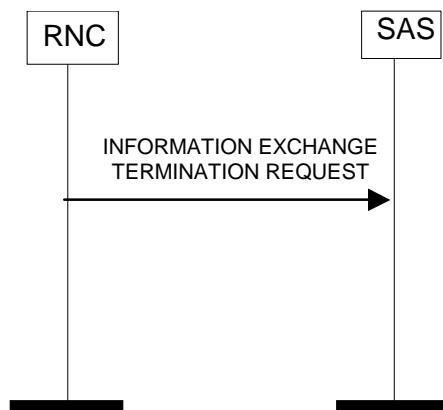 RNC
SAS
INFORMATION EXCHANGE
TERMINATION REQUEST